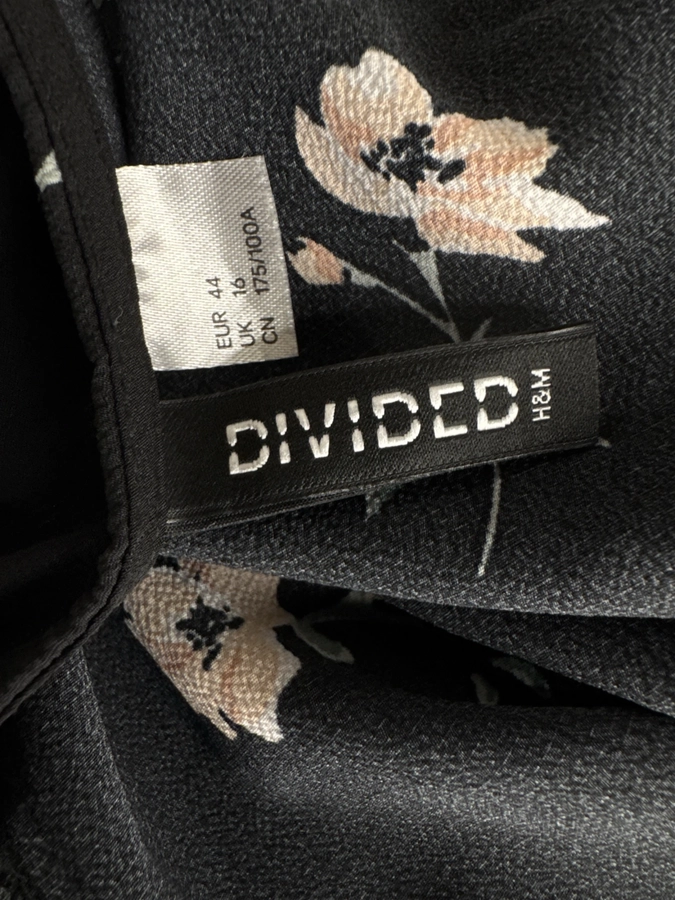 EUR 44
UK 16
CN 175/100A
DIVIDED
H&M